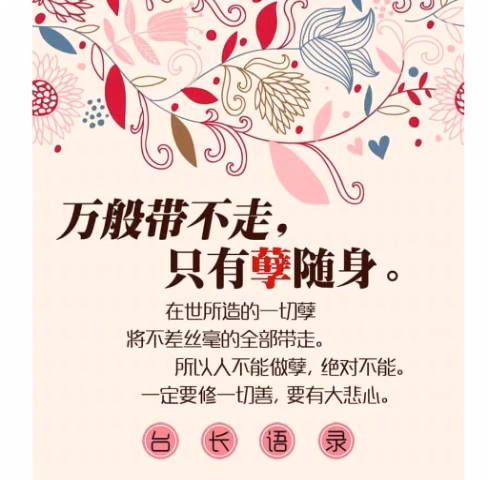 万般带不走，
只有孽随身。
在世所造的一切孽
將不差丝毫的全部带走。
所以人不能做孽，绝对不能。
一定要修一切善，要有大悲心。
台长语录